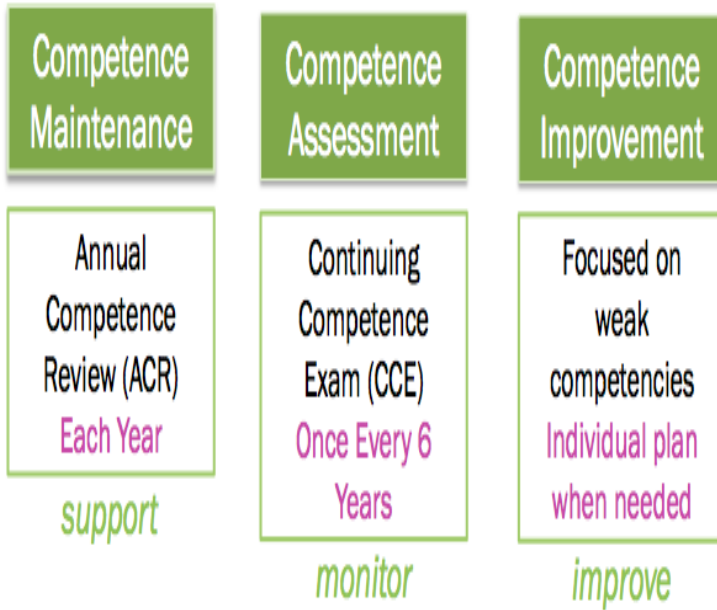 Competence
Maintenance
Annual
Competence
Review (ACR)
Each Year
support
Competence
Assessment
Continuing
Competence
Exam (CCE)
Once Every 6
Years
monitor
Competence
Improvement
Focused on
weak
competencies
Individual plan
when needed
improve